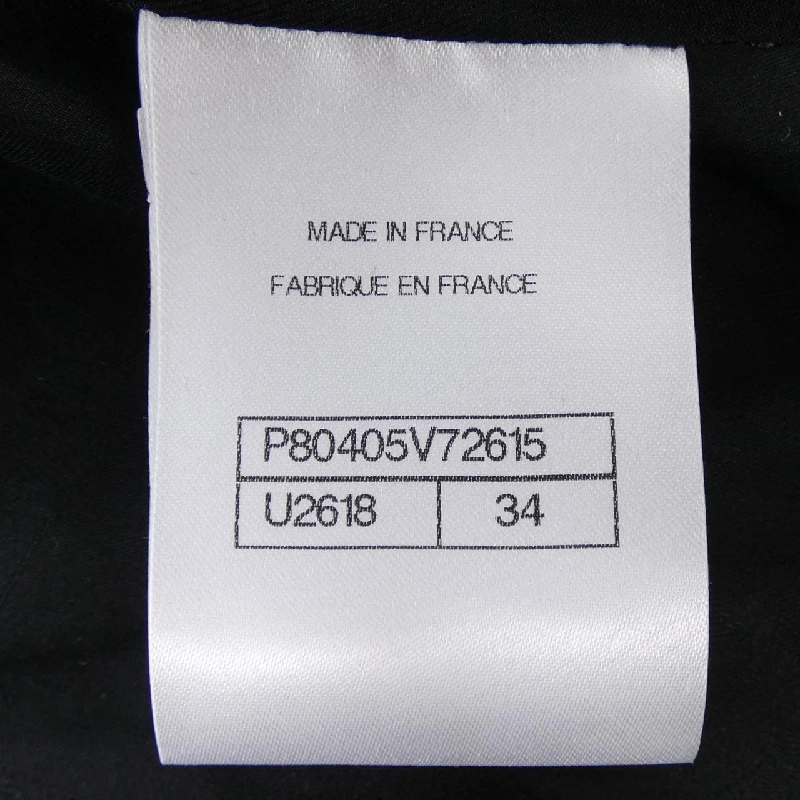 MADE IN FRANCE
FABRIQUE EN FRANCE
P80405V72615
U2618 34